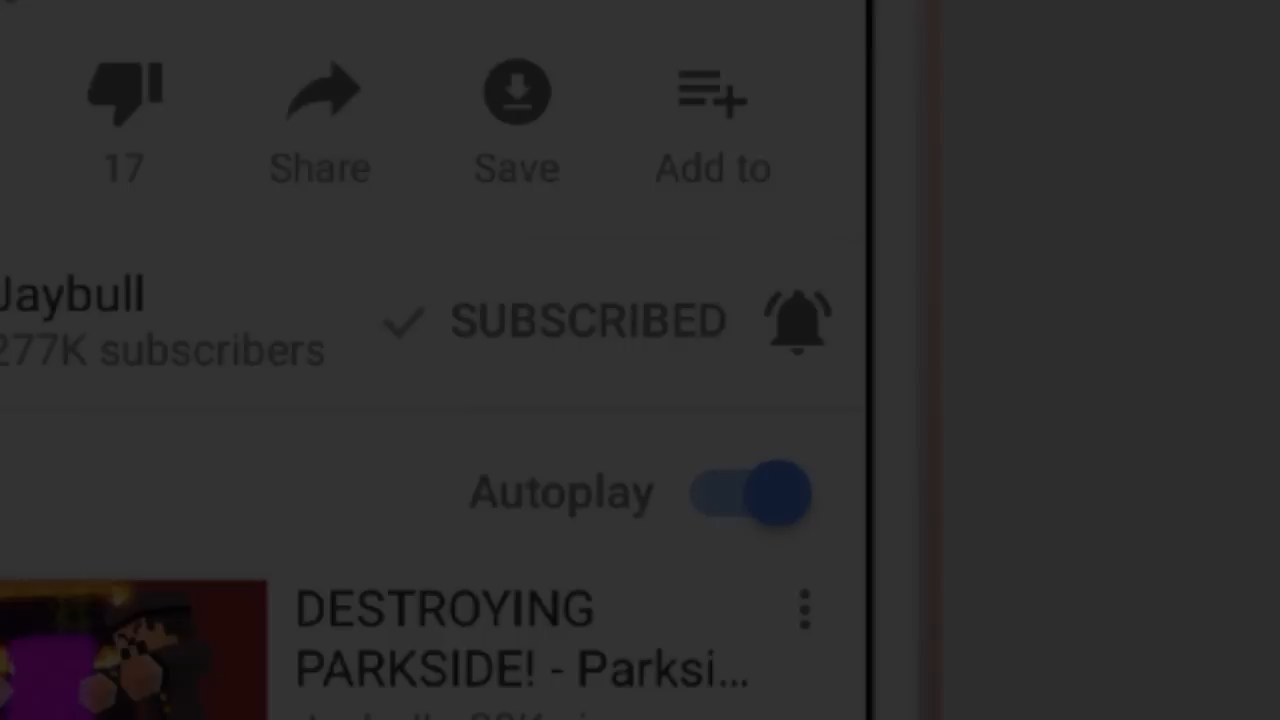 17 Share Save Add to
Jaybull
277K subscribers
SUBSCRIBED
Autoplay
DESTROYING
PARKSIDE! - Parksi...